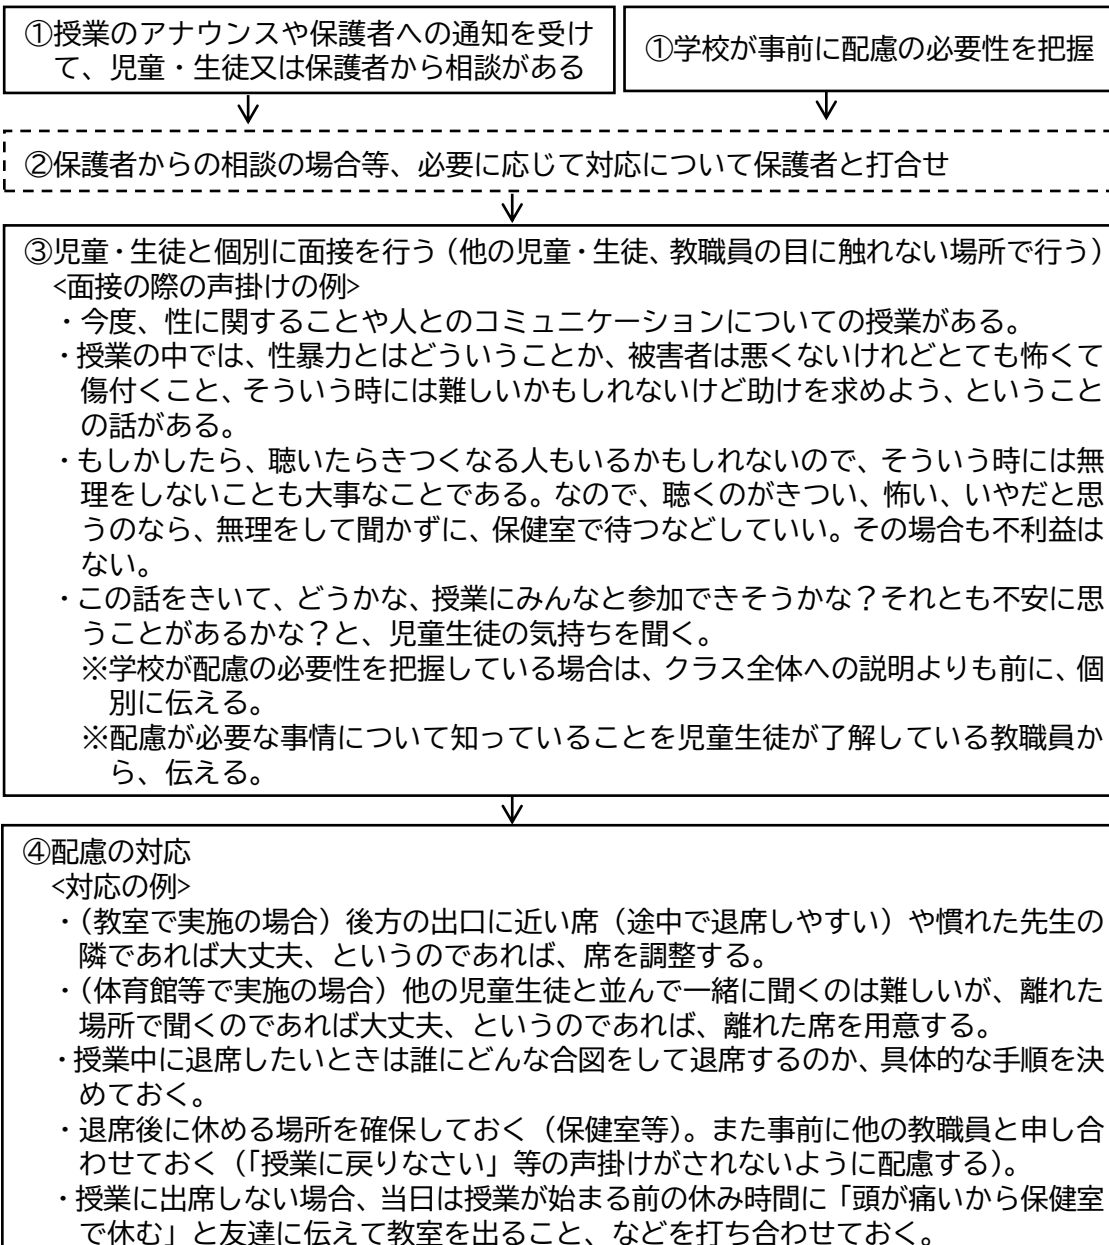 ①授業のアナウンスや保護者への通知を受け
て、児童・生徒又は保護者から相談がある
①学校が事前に配慮の必要性を把握
②保護者からの相談の場合等、必要に応じて対応について保護者と打合せ
③児童・生徒と個別に面接を行う（他の児童・生徒、教職員の目に触れない場所で行う）
<面接の際の声掛けの例>
・今度、性に関することや人とのコミュニケーションについての授業がある。
・授業の中では、性暴力とはどういうことか、被害者は悪くないけれどとても怖くて
傷付くこと、そういう時には難しいかもしれないけど助けを求めよう、ということ
の話がある。
・もしかしたら、聴いたらきつくなる人もいるかもしれないので、そういう時には無
理をしないことも大事なことである。なので、聴くのがきつい、怖い、いやだと思
うのなら、無理をして聞かずに、保健室で待つなどしていい。その場合も不利益は
ない。
・この話をきいて、どうかな、授業にみんなと参加できそうかな？それとも不安に思
うことがあるかな？と、児童生徒の気持ちを聞く。
※学校が配慮の必要性を把握している場合は、クラス全体への説明よりも前に、個
別に伝える。
※配慮が必要な事情について知っていることを児童生徒が了解している教職員か
ら、伝える。
④配慮の対応
<対応の例>
・（教室で実施の場合）後方の出口に近い席（途中で退席しやすい）や慣れた先生の
隣であれば大丈夫、というのであれば、席を調整する。
・（体育館等で実施の場合）他の児童生徒と並んで一緒に聞くのは難しいが、離れた
場所で聞くのであれば大丈夫、というのであれば、離れた席を用意する。
・授業中に退席したいときは誰にどんな合図をして退席するのか、具体的な手順を決
めておく。
・退席後に休める場所を確保しておく（保健室等）。また事前に他の教職員と申し合
わせておく（「授業に戻りなさい」等の声掛けがされないように配慮する）。
・授業に出席しない場合、当日は授業が始まる前の休み時間に「頭が痛いから保健室
で休む」と友達に伝えて教室を出ること、などを打ち合わせておく。